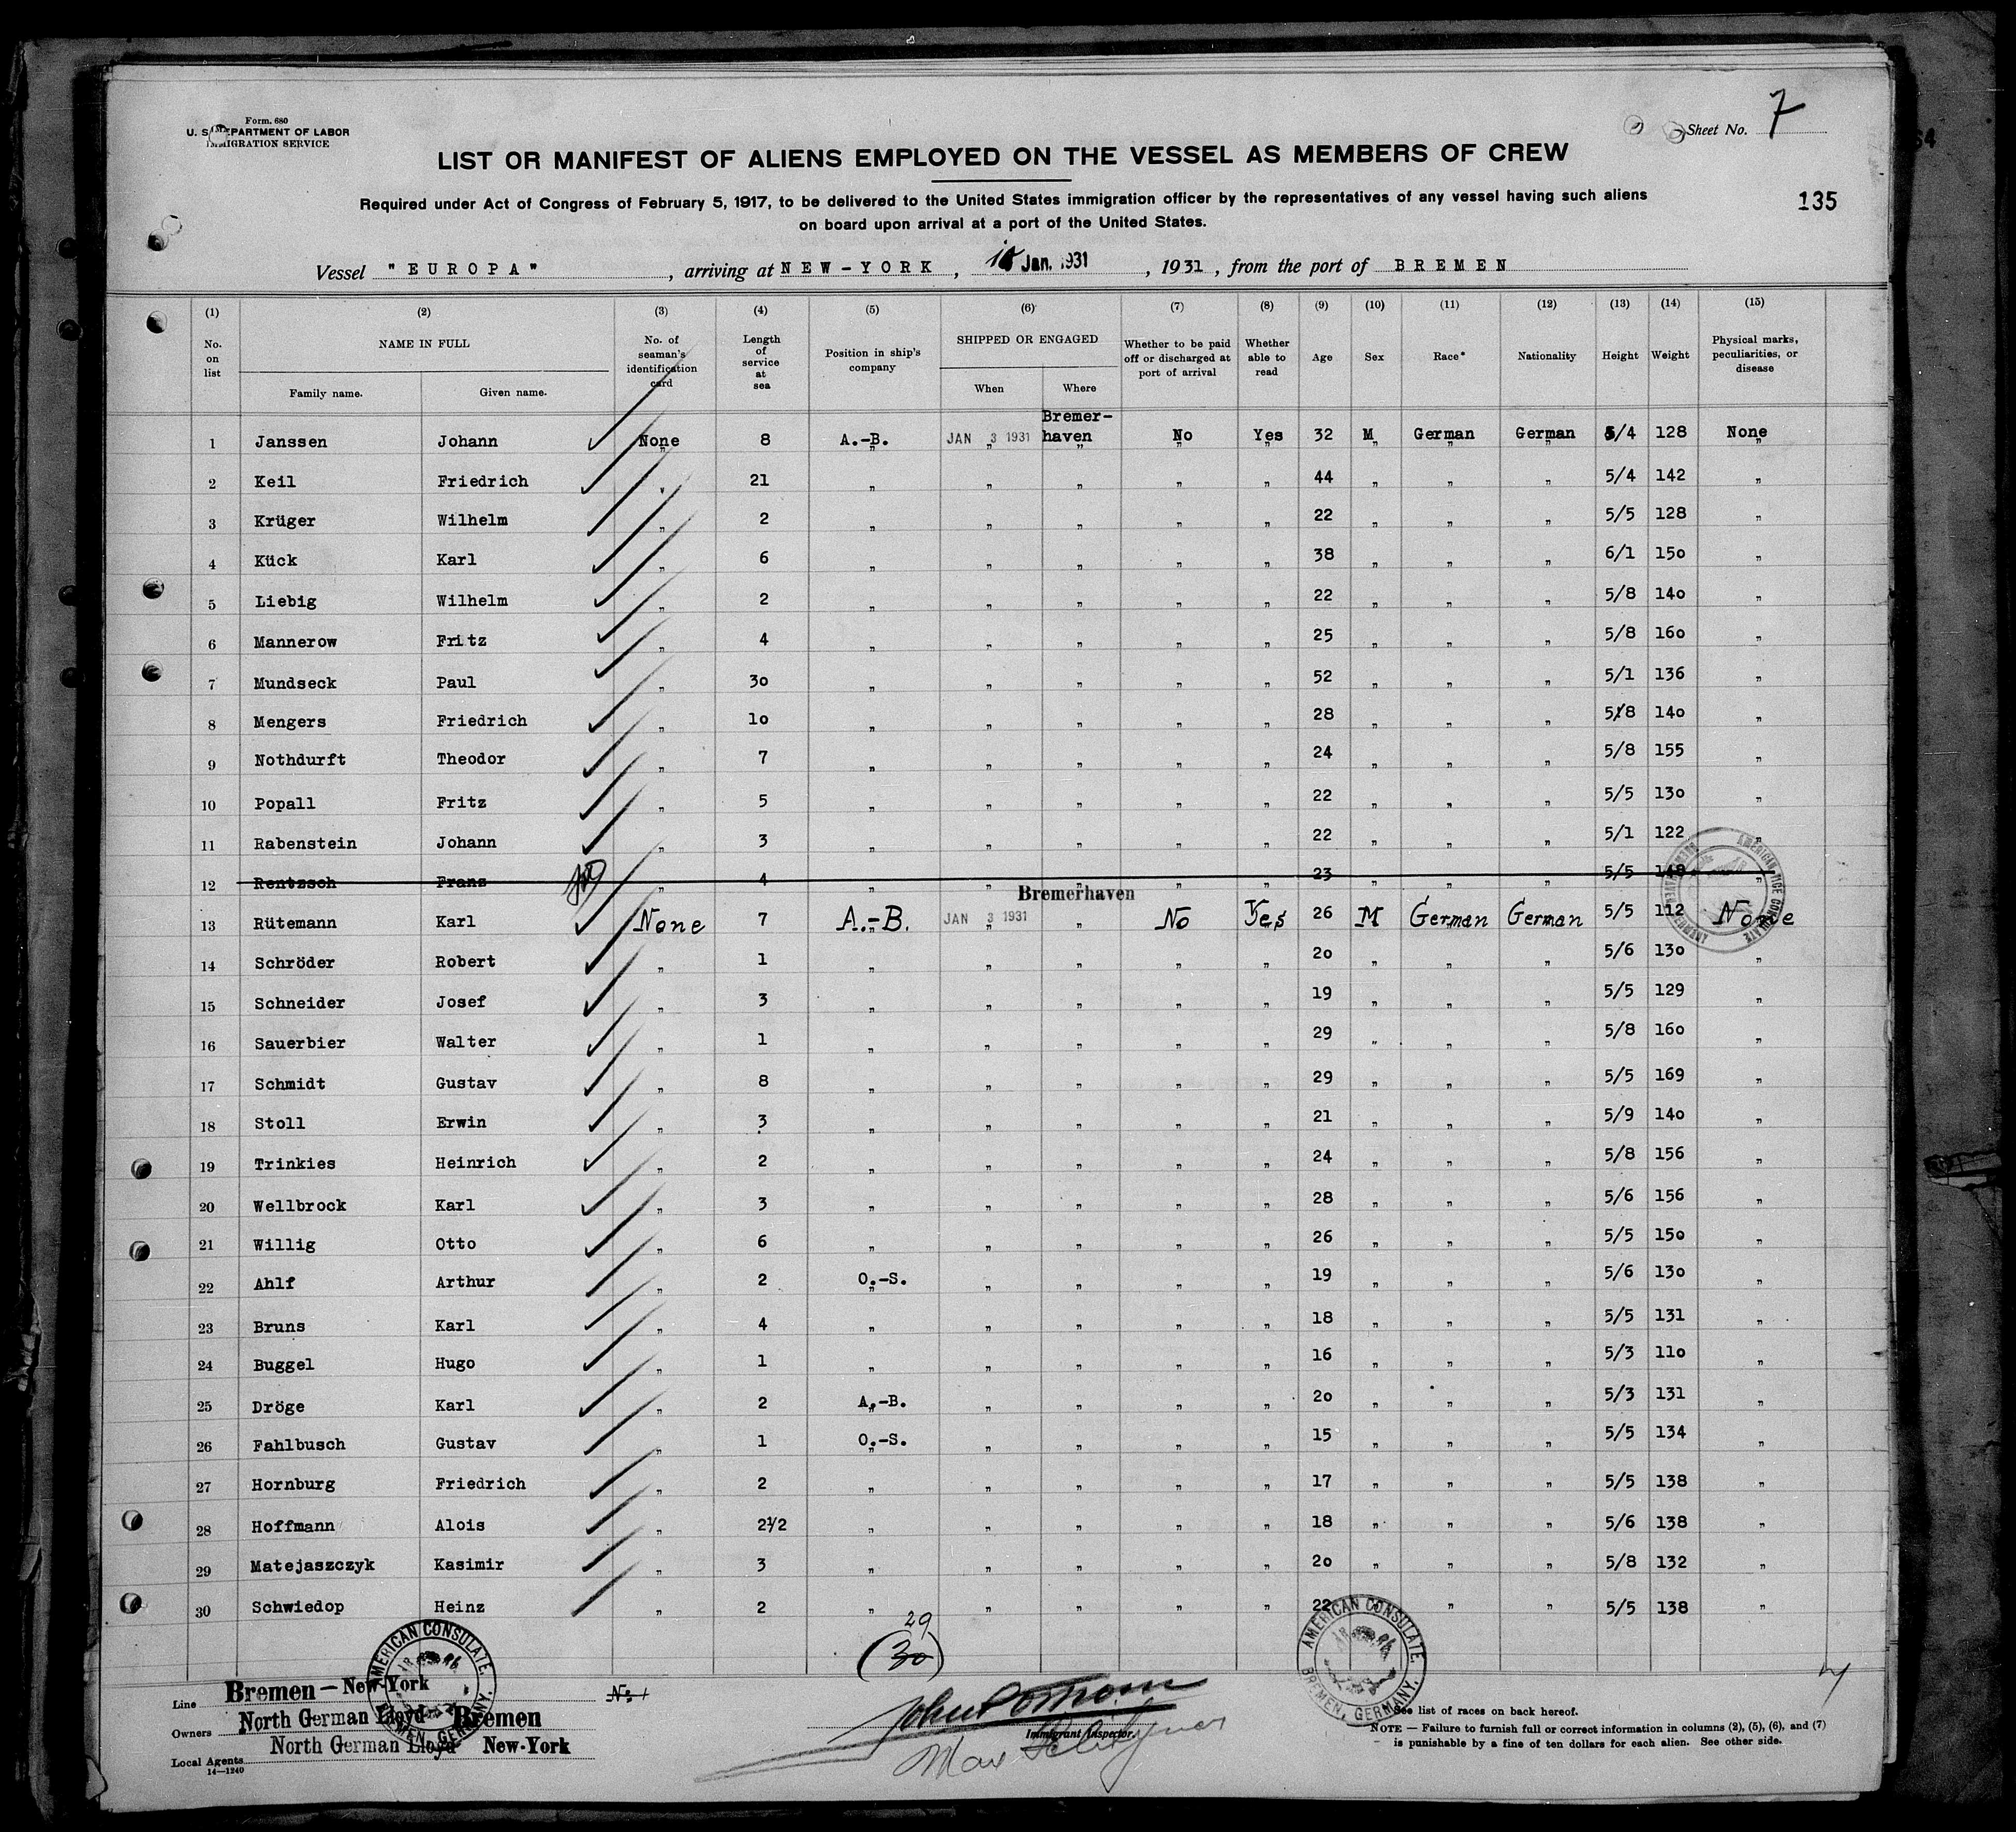 Form. 680
U. S. DEPARTMENT OF LABOR
IMMIGRATION SERVICE
Sheet No. 7
LIST OR MANIFEST OF ALIENS EMPLOYED ON THE VESSEL AS MEMBERS OF CREW
Required under Act of Congress of February 5, 1917, to be delivered to the United States immigration officer by the representatives of any vessel having such aliens
on board upon arrival at a port of the United States.
135
Vessel "EUROPA", arriving at NEW-YORK, Jan. 1931, 1931, from the port of BREMEN
(1) (2) (3) (4) (5) (6) (7) (8) (9) (10) (11) (12) (13) (14) (15)
No. on list NAME IN FULL Family name. Given name. No. of seaman's identification card Length of service at sea Position in ship's company SHIPPED OR ENGAGED When Where Whether to be paid off or discharged at port of arrival Whether able to read Age Sex Race* Nationality Height Weight Physical marks, peculiarities, or disease
1 Janssen Johann None 8 A.-B. JAN 3 1931 Bremer-haven No Yes 32 M German German 5/4 128 None
2 Keil Friedrich " 21 " " " " " 44 " " " 5/4 142 "
3 Krüger Wilhelm " 2 " " " " " 22 " " " 5/5 128 "
4 Kück Karl " 6 " " " " " 38 " " " 6/1 150 "
5 Liebig Wilhelm " 2 " " " " " 22 " " " 5/8 140 "
6 Mannerow Fritz " 4 " " " " " 25 " " " 5/8 160 "
7 Mundseck Paul " 30 " " " " " 52 " " " 5/1 136 "
8 Mengers Friedrich " 10 " " " " " 28 " " " 5/8 140 "
9 Nothdurft Theodor " 7 " " " " " 24 " " " 5/8 155 "
10 Popall Fritz " 5 " " " " " 22 " " " 5/5 130 "
11 Rabenstein Johann " 3 " " " " " 22 " " " 5/1 122 "
12 Rentzsch Franz " 4 " " " " " 23 " " " 5/5 "
13 Rütemann Karl None 7 A.-B. JAN 3 1931 Bremerhaven No Yes 26 M German German 5/5 112 None
14 Schröder Robert " 1 " " " " " 20 " " " 5/6 130 "
15 Schneider Josef " 3 " " " " " 19 " " " 5/5 129 "
16 Sauerbier Walter " 1 " " " " " 29 " " " 5/8 160 "
17 Schmidt Gustav " 8 " " " " " 29 " " " 5/5 169 "
18 Stoll Erwin " 3 " " " " " 21 " " " 5/9 140 "
19 Trinkies Heinrich " 2 " " " " " 24 " " " 5/8 156 "
20 Wellbrock Karl " 3 " " " " " 28 " " " 5/6 156 "
21 Willig Otto " 6 " " " " " 26 " " " 5/5 150 "
22 Ahlf Arthur " 2 O.-S. " " " " 19 " " " 5/6 130 "
23 Bruns Karl " 4 " " " " " 18 " " " 5/5 131 "
24 Buggel Hugo " 1 " " " " " 16 " " " 5/3 110 "
25 Dröge Karl " 2 A.-B. " " " " 20 " " " 5/3 131 "
26 Fahlbusch Gustav " 1 O.-S. " " " " 15 " " " 5/5 134 "
27 Hornburg Friedrich " 2 " " " " " 17 " " " 5/5 138 "
28 Hoffmann Alois " 2½ " " " " " 18 " " " 5/6 138 "
29 Matejaszczyk Kasimir " 3 " " " " " 20 " " " 5/8 132 "
30 Schwiedop Heinz " 2 " " " " " 22 " " " 5/5 138 "
29
(30)
AMERICAN CONSULATE. BREMEN, GERMANY.
AMERICAN CONSULATE. BREMEN, GERMANY.
AMERICAN VICE CONSULATE BREMERHAVEN
Line Bremen - New-York
Owners North German Lloyd Bremen
Local Agents North German Lloyd New-York
14-1240
Immigrant Inspector.
*See list of races on back hereof.
NOTE — Failure to furnish full or correct information in columns (2), (5), (6), and (7)
is punishable by a fine of ten dollars for each alien. See other side.